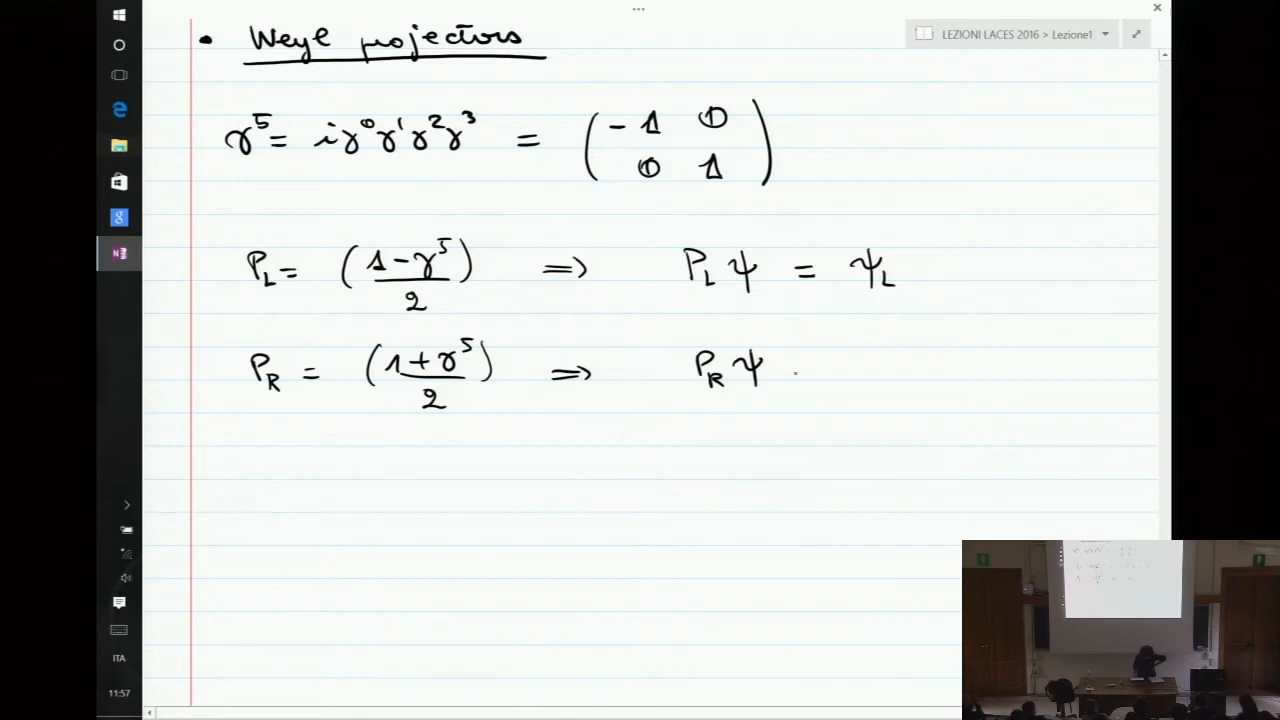 LEZIONI LACES 2016 > Lezione1
• Weyl projectors
γ⁵ = iγ⁰γ¹γ²γ³ = ( -1 0
0 1 )
P_L = (1-γ⁵)/2 ⇒ P_L ψ = ψ_L
P_R = (1+γ⁵)/2 ⇒ P_R ψ
ITA
11:57